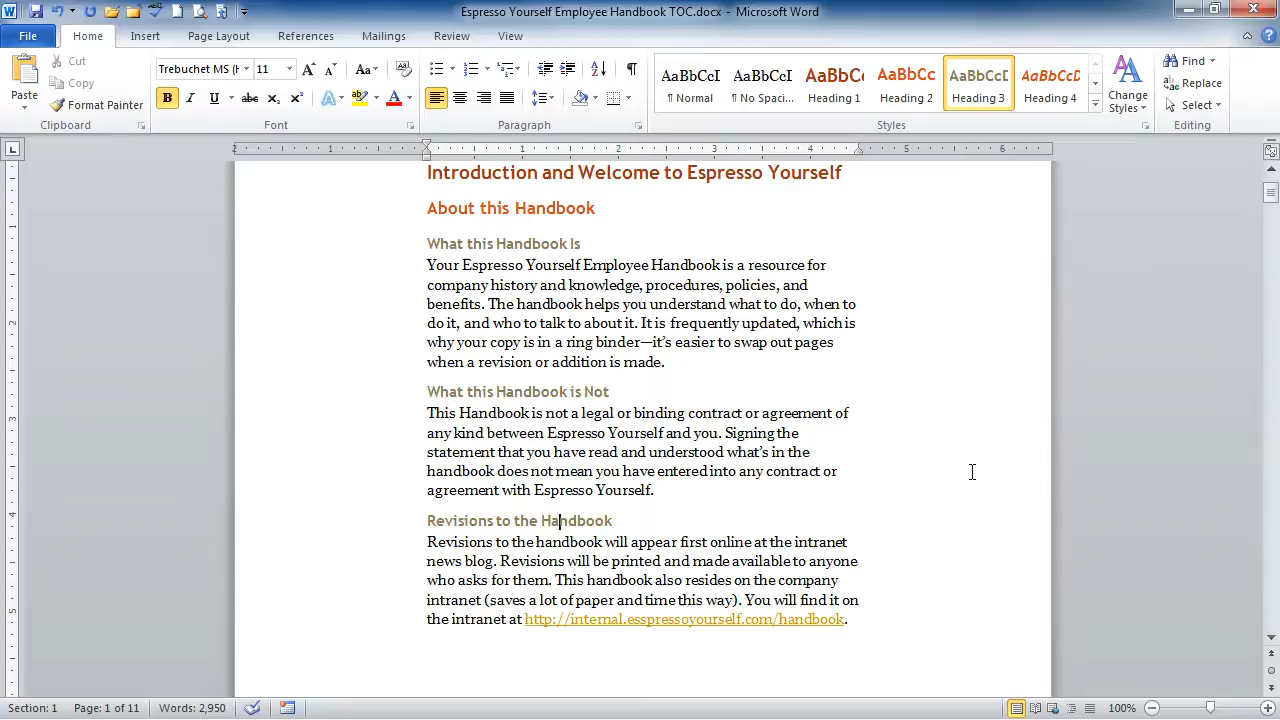 Espresso Yourself Employee Handbook TOC.docx - Microsoft Word
File Home Insert Page Layout References Mailings Review View
Paste
Cut
Copy
Format Painter
Clipboard
Trebuchet MS (H 11
Font
Paragraph
AaBbCcI AaBbCcI AaBbCc AaBbCc AaBbCcD AaBbCcD
¶ Normal ¶ No Spaci... Heading 1 Heading 2 Heading 3 Heading 4
Change
Styles
Styles
Find
Replace
Select
Editing
2 1 1 2 3 4 5 6
Introduction and Welcome to Espresso Yourself
About this Handbook
What this Handbook Is
Your Espresso Yourself Employee Handbook is a resource for
company history and knowledge, procedures, policies, and
benefits. The handbook helps you understand what to do, when to
do it, and who to talk to about it. It is frequently updated, which is
why your copy is in a ring binder—it’s easier to swap out pages
when a revision or addition is made.
What this Handbook is Not
This Handbook is not a legal or binding contract or agreement of
any kind between Espresso Yourself and you. Signing the
statement that you have read and understood what’s in the
handbook does not mean you have entered into any contract or
agreement with Espresso Yourself.
Revisions to the Handbook
Revisions to the handbook will appear first online at the intranet
news blog. Revisions will be printed and made available to anyone
who asks for them. This handbook also resides on the company
intranet (saves a lot of paper and time this way). You will find it on
the intranet at http://internal.esspressoyourself.com/handbook.
Section: 1 Page: 1 of 11 Words: 2,950 100%